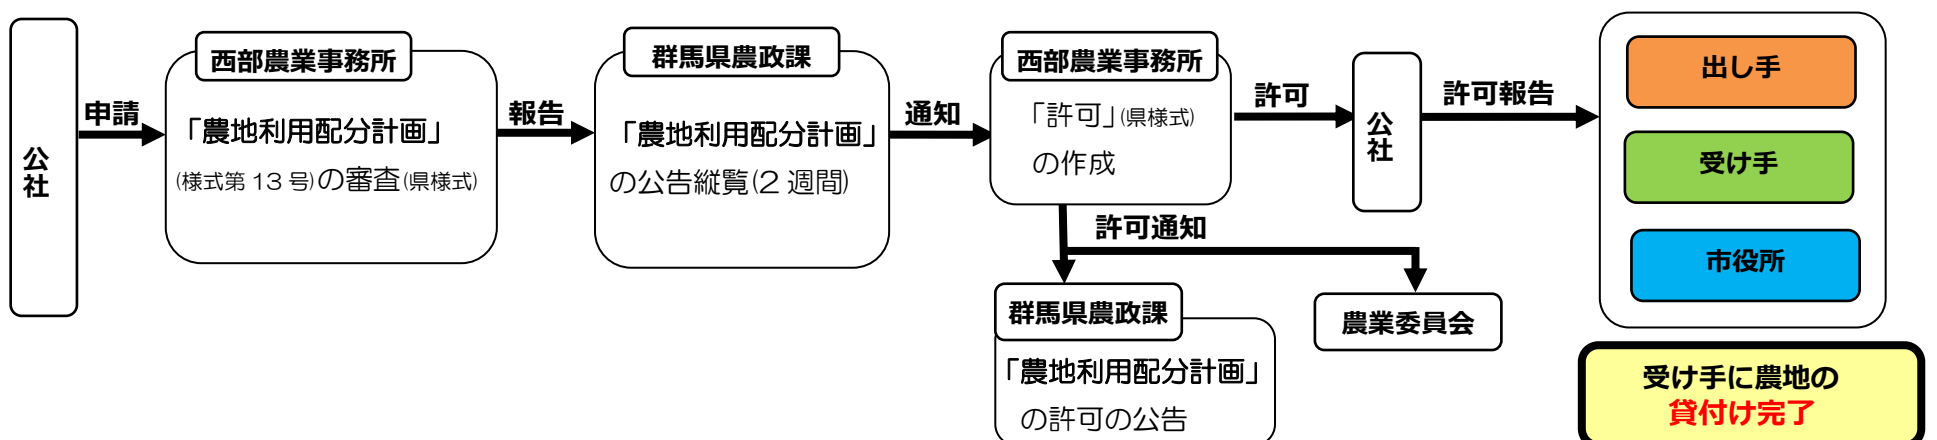 公社
申請
西部農業事務所
「農地利用配分計画」
(様式第 13 号)の審査(県様式)
報告
群馬県農政課
「農地利用配分計画」
の公告縦覧(2 週間)
通知
西部農業事務所
「許可」(県様式)
の作成
許可
公社
許可報告
出し手
受け手
市役所
許可通知
群馬県農政課
「農地利用配分計画」
の許可の公告
農業委員会
受け手に農地の
貸付け完了